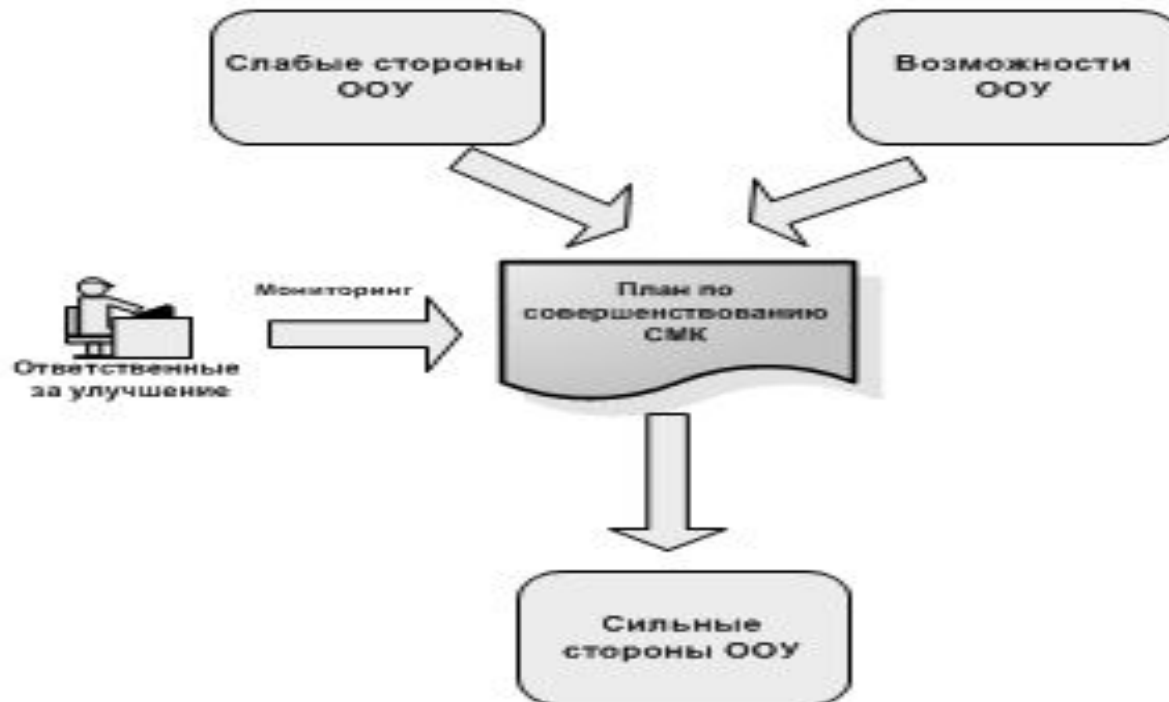 Слабые стороны
ООУ
Возможности
ООУ
Мониторинг
План по
совершенствованию
СМК
Ответственные
за улучшение
Сильные
стороны ООУ